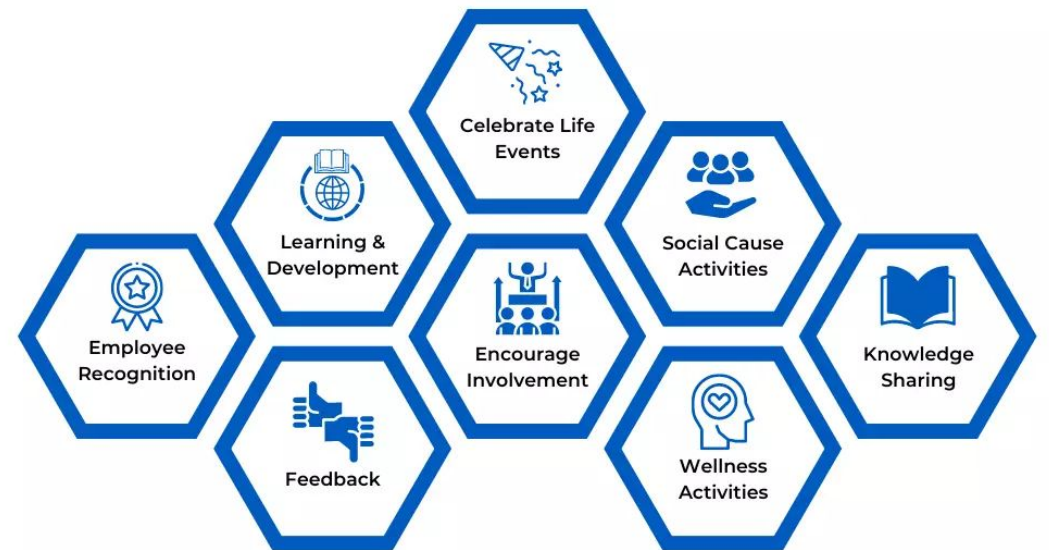 Celebrate Life
Events
Learning &
Development
Social Cause
Activities
Employee
Recognition
Encourage
Involvement
Knowledge
Sharing
Feedback
Wellness
Activities